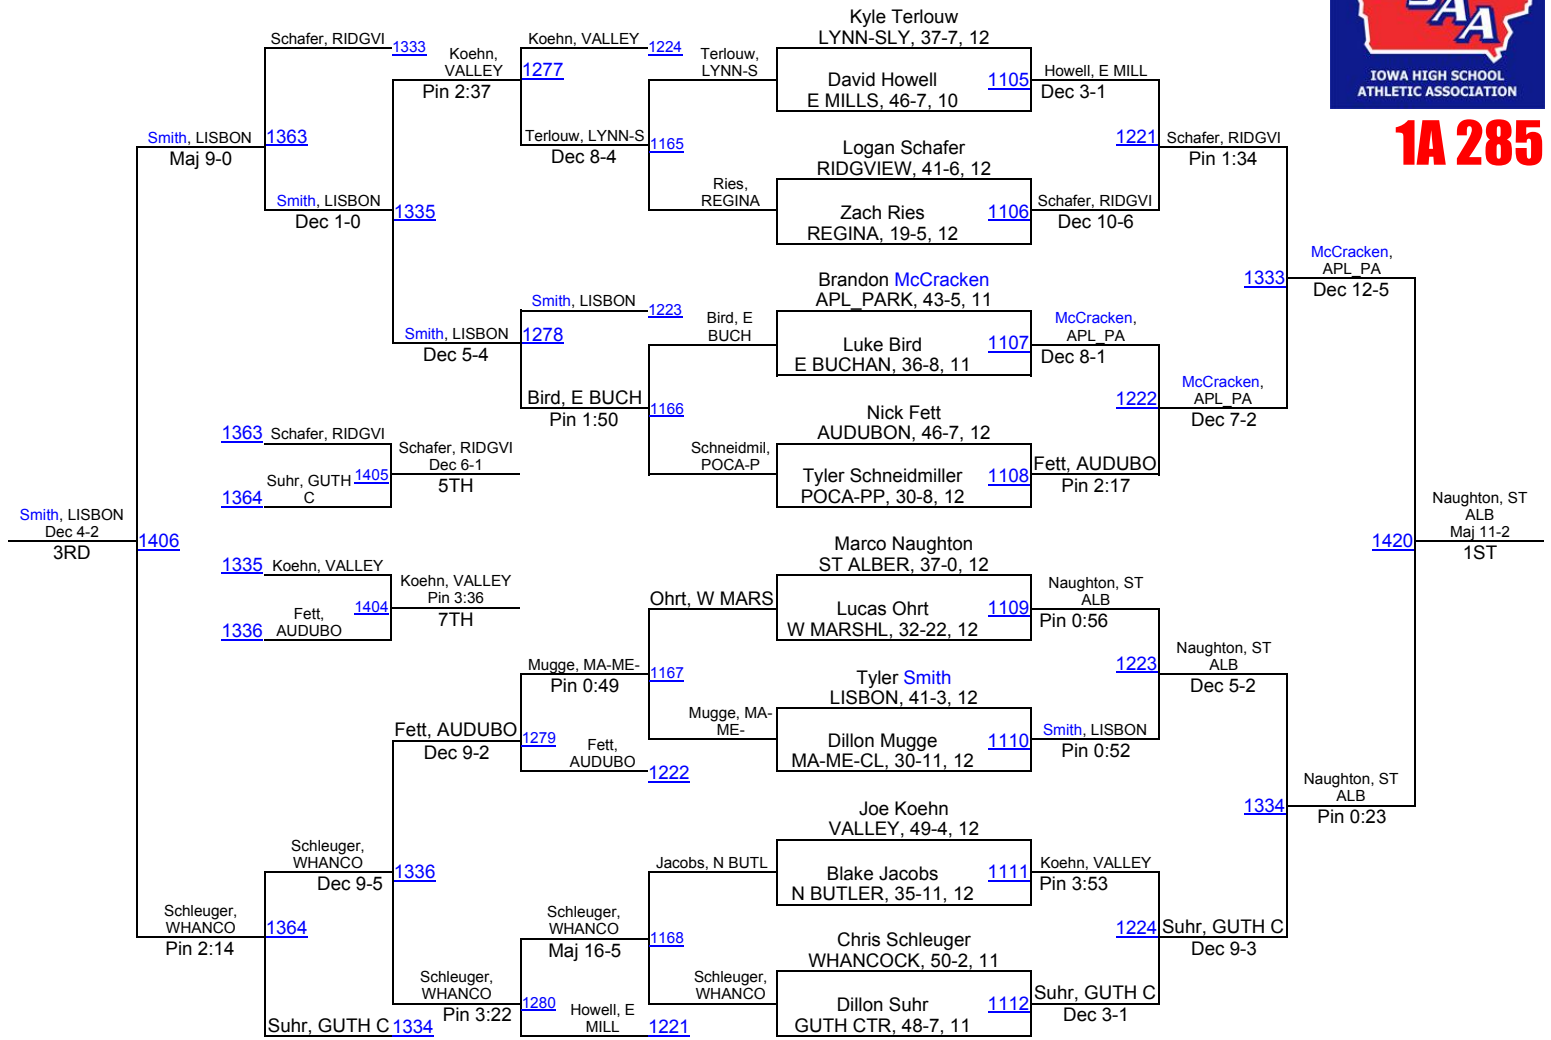 SAA
IOWA HIGH SCHOOL
ATHLETIC ASSOCIATION
1A 285
Smith, LISBON
Dec 4-2
3RD
1406
Smith, LISBON
Maj 9-0
Schafer, RIDGVI
1333
1363
Smith, LISBON
Dec 1-0
1335
Koehn,
VALLEY
Pin 2:37
Koehn, VALLEY
1224
1277
Terlouw, LYNN-S
Dec 8-4
1165
Terlouw,
LYNN-S
Ries,
REGINA
Smith, LISBON
1223
Smith, LISBON
Dec 5-4
1278
Bird, E BUCH
Pin 1:50
1166
Bird, E
BUCH
Schneidmil,
POCA-P
1363
Schafer, RIDGVI
Schafer, RIDGVI
Dec 6-1
5TH
Suhr, GUTH
C
1405
1364
1335
Koehn, VALLEY
Koehn, VALLEY
Pin 3:36
7TH
Fett,
AUDUBO
1404
1336
Ohrt, W MARS
Mugge, MA-ME-
Pin 0:49
1167
Mugge, MA-
ME-
Fett, AUDUBO
Dec 9-2
1279
Fett,
AUDUBO
1222
Schleuger,
WHANCO
Dec 9-5
1336
Schleuger,
WHANCO
Pin 2:14
1364
Jacobs, N BUTL
Schleuger,
WHANCO
Maj 16-5
1168
Schleuger,
WHANCO
Schleuger,
WHANCO
Pin 3:22
1280
Howell, E
MILL
1221
Suhr, GUTH C
1334
Kyle Terlouw
LYNN-SLY, 37-7, 12
David Howell
E MILLS, 46-7, 10
1105
Howell, E MILL
Dec 3-1
Logan Schafer
RIDGVIEW, 41-6, 12
Zach Ries
REGINA, 19-5, 12
1106
Schafer, RIDGVI
Dec 10-6
1221
Schafer, RIDGVI
Pin 1:34
Brandon McCracken
APL_PARK, 43-5, 11
Luke Bird
E BUCHAN, 36-8, 11
1107
McCracken,
APL_PA
Dec 8-1
Nick Fett
AUDUBON, 46-7, 12
Tyler Schneidmiller
POCA-PP, 30-8, 12
1108
Fett, AUDUBO
Pin 2:17
1222
McCracken,
APL_PA
Dec 7-2
1333
McCracken,
APL_PA
Dec 12-5
Marco Naughton
ST ALBER, 37-0, 12
Lucas Ohrt
W MARSHL, 32-22, 12
1109
Naughton, ST
ALB
Pin 0:56
Tyler Smith
LISBON, 41-3, 12
Dillon Mugge
MA-ME-CL, 30-11, 12
1110
Smith, LISBON
Pin 0:52
1223
Naughton, ST
ALB
Dec 5-2
Joe Koehn
VALLEY, 49-4, 12
Blake Jacobs
N BUTLER, 35-11, 12
1111
Koehn, VALLEY
Pin 3:53
Chris Schleuger
WHANCOCK, 50-2, 11
Dillon Suhr
GUTH CTR, 48-7, 11
1112
Suhr, GUTH C
Dec 3-1
1224
Suhr, GUTH C
Dec 9-3
1334
Naughton, ST
ALB
Pin 0:23
1420
Naughton, ST
ALB
Maj 11-2
1ST